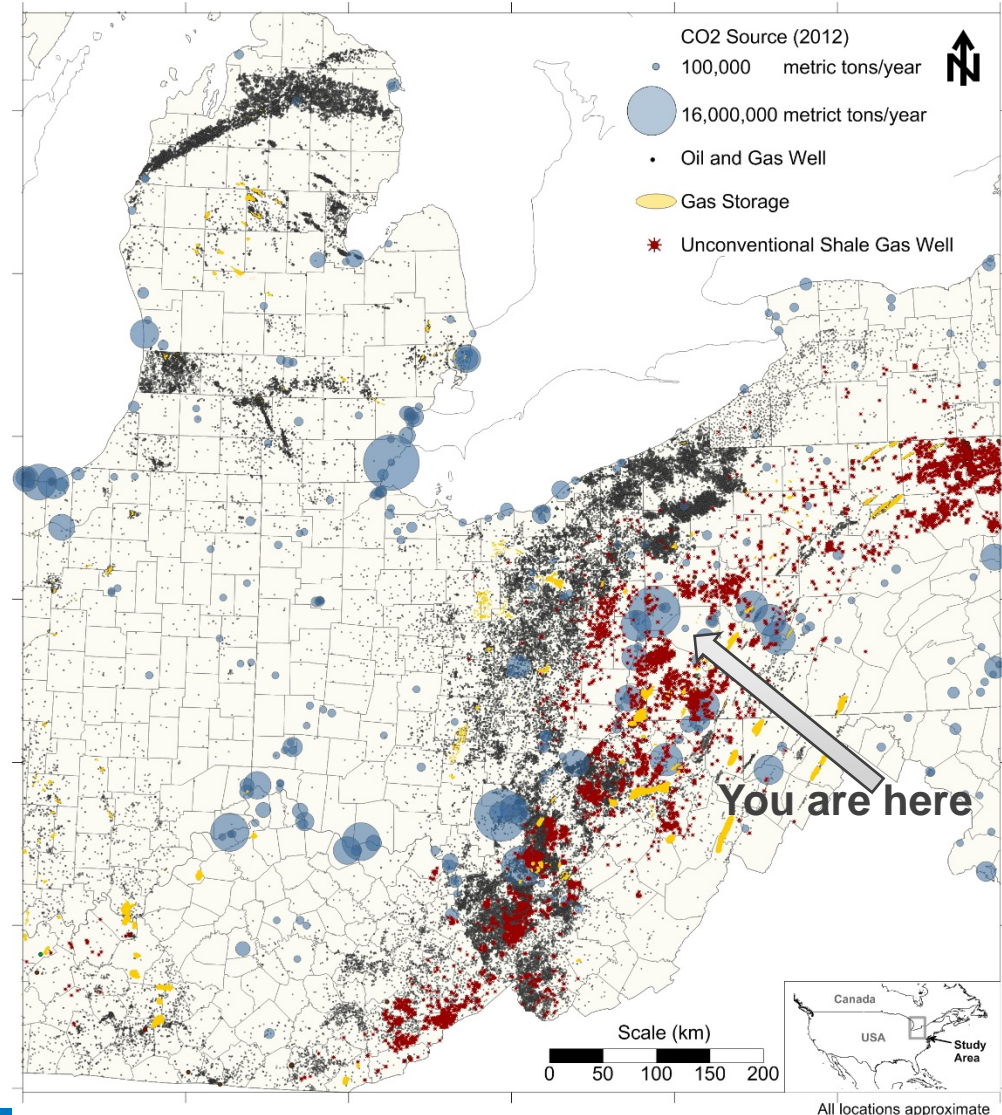 CO2 Source (2012)
100,000 metric tons/year
16,000,000 metrict tons/year
Oil and Gas Well
Gas Storage
Unconventional Shale Gas Well
N
You are here
Scale (km)
0 50 100 150 200
Canada
USA
Study
Area
All locations approximate